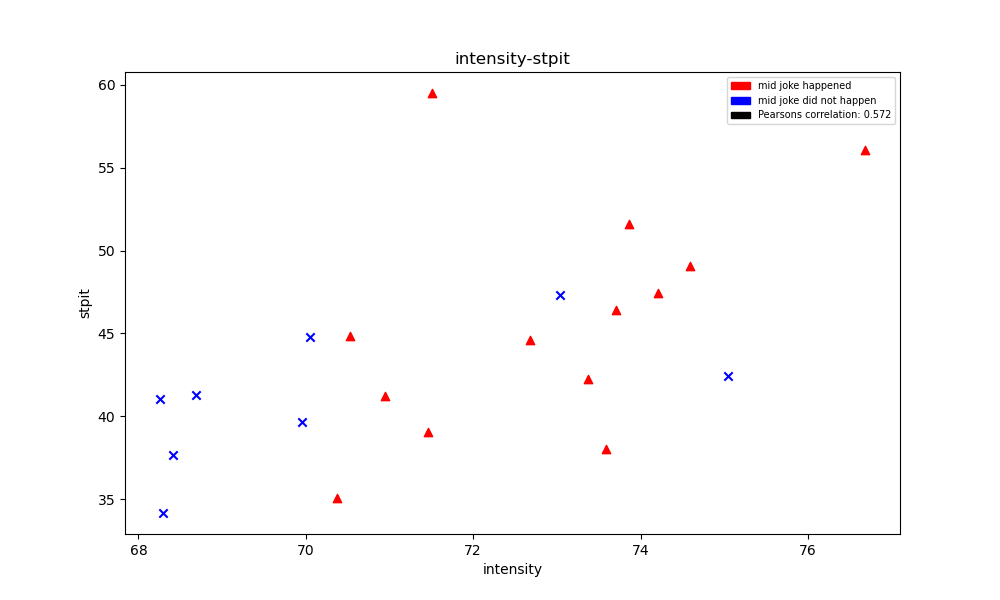 intensity-stpit
mid joke happened
mid joke did not happen
Pearsons correlation: 0.572
stpit
60
55
50
45
40
35
68 70 72 74 76
intensity